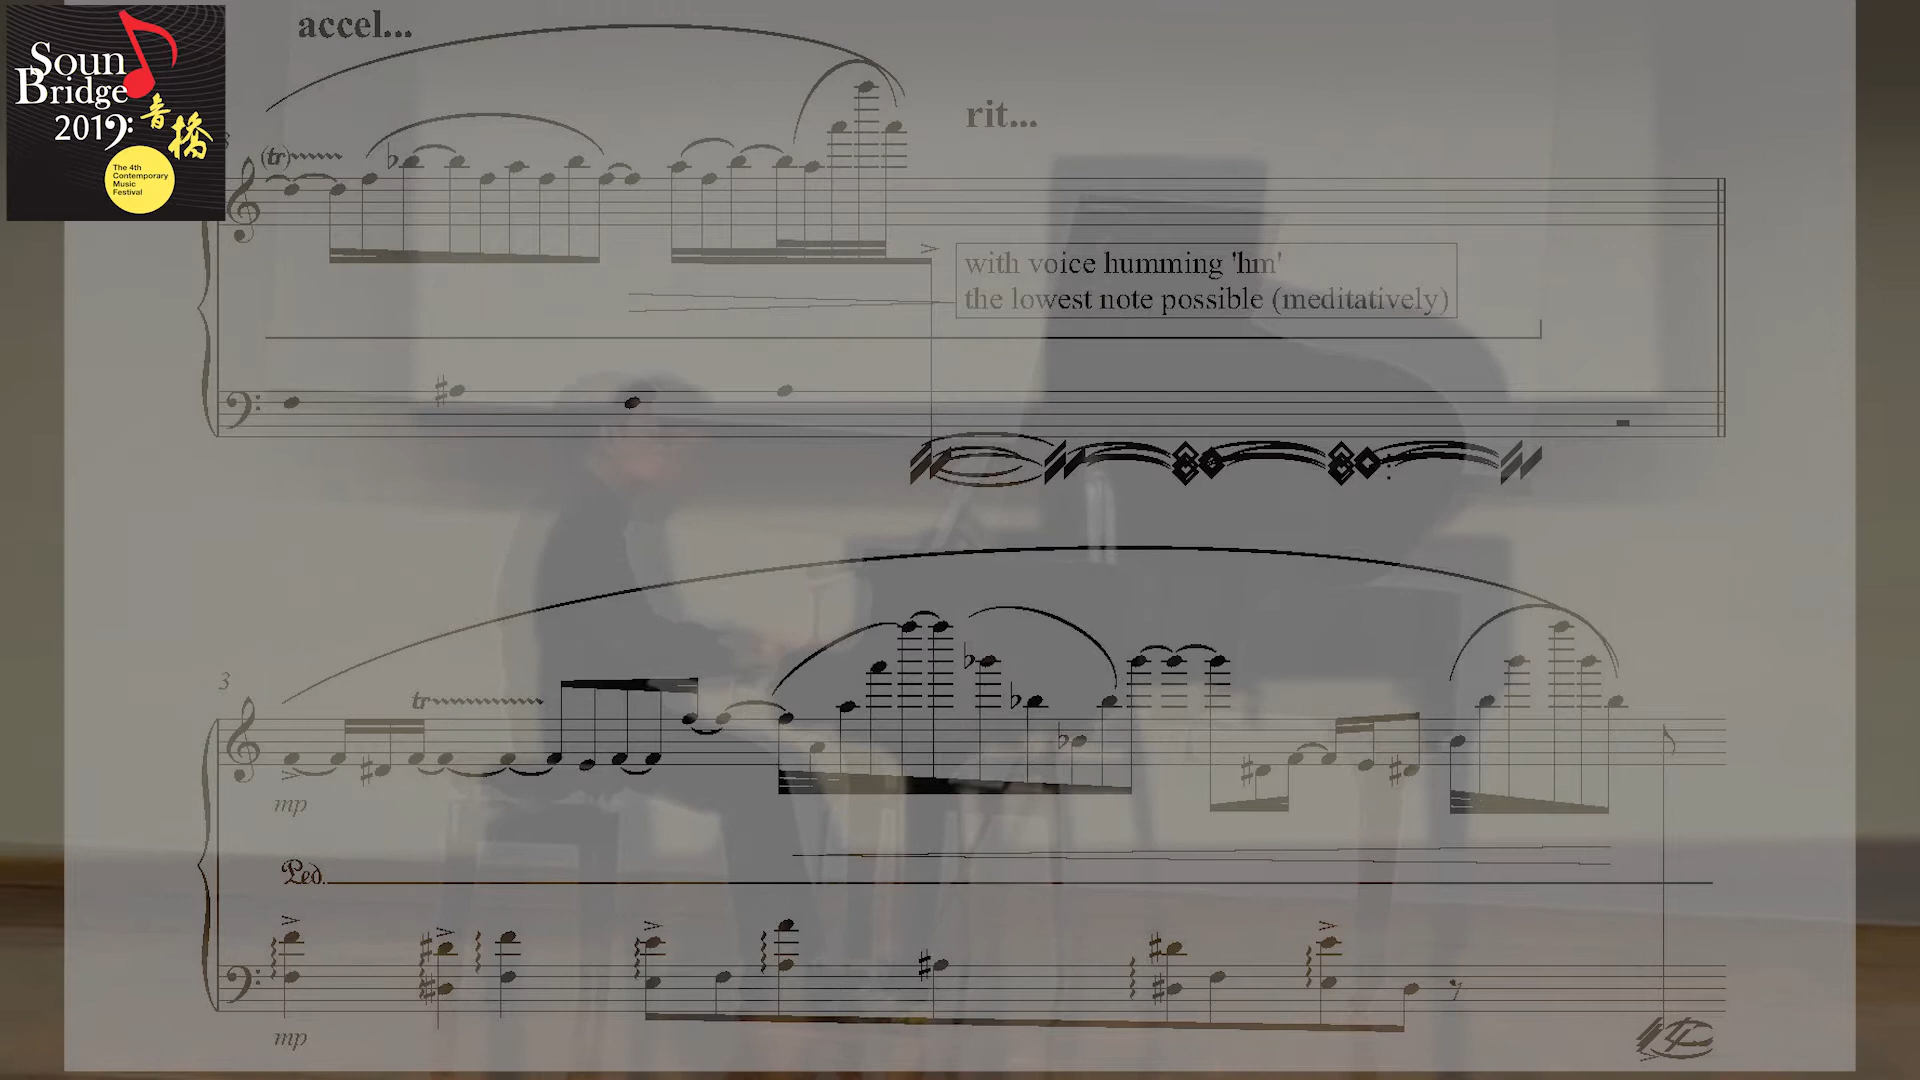 accel...
Soun
Bridge
2019
音橋
The 4th
Contemporary
Music
Festival
(tr)
rit...
with voice humming 'hm'
the lowest note possible (meditatively)
3
tr
mp
Ped.
mp